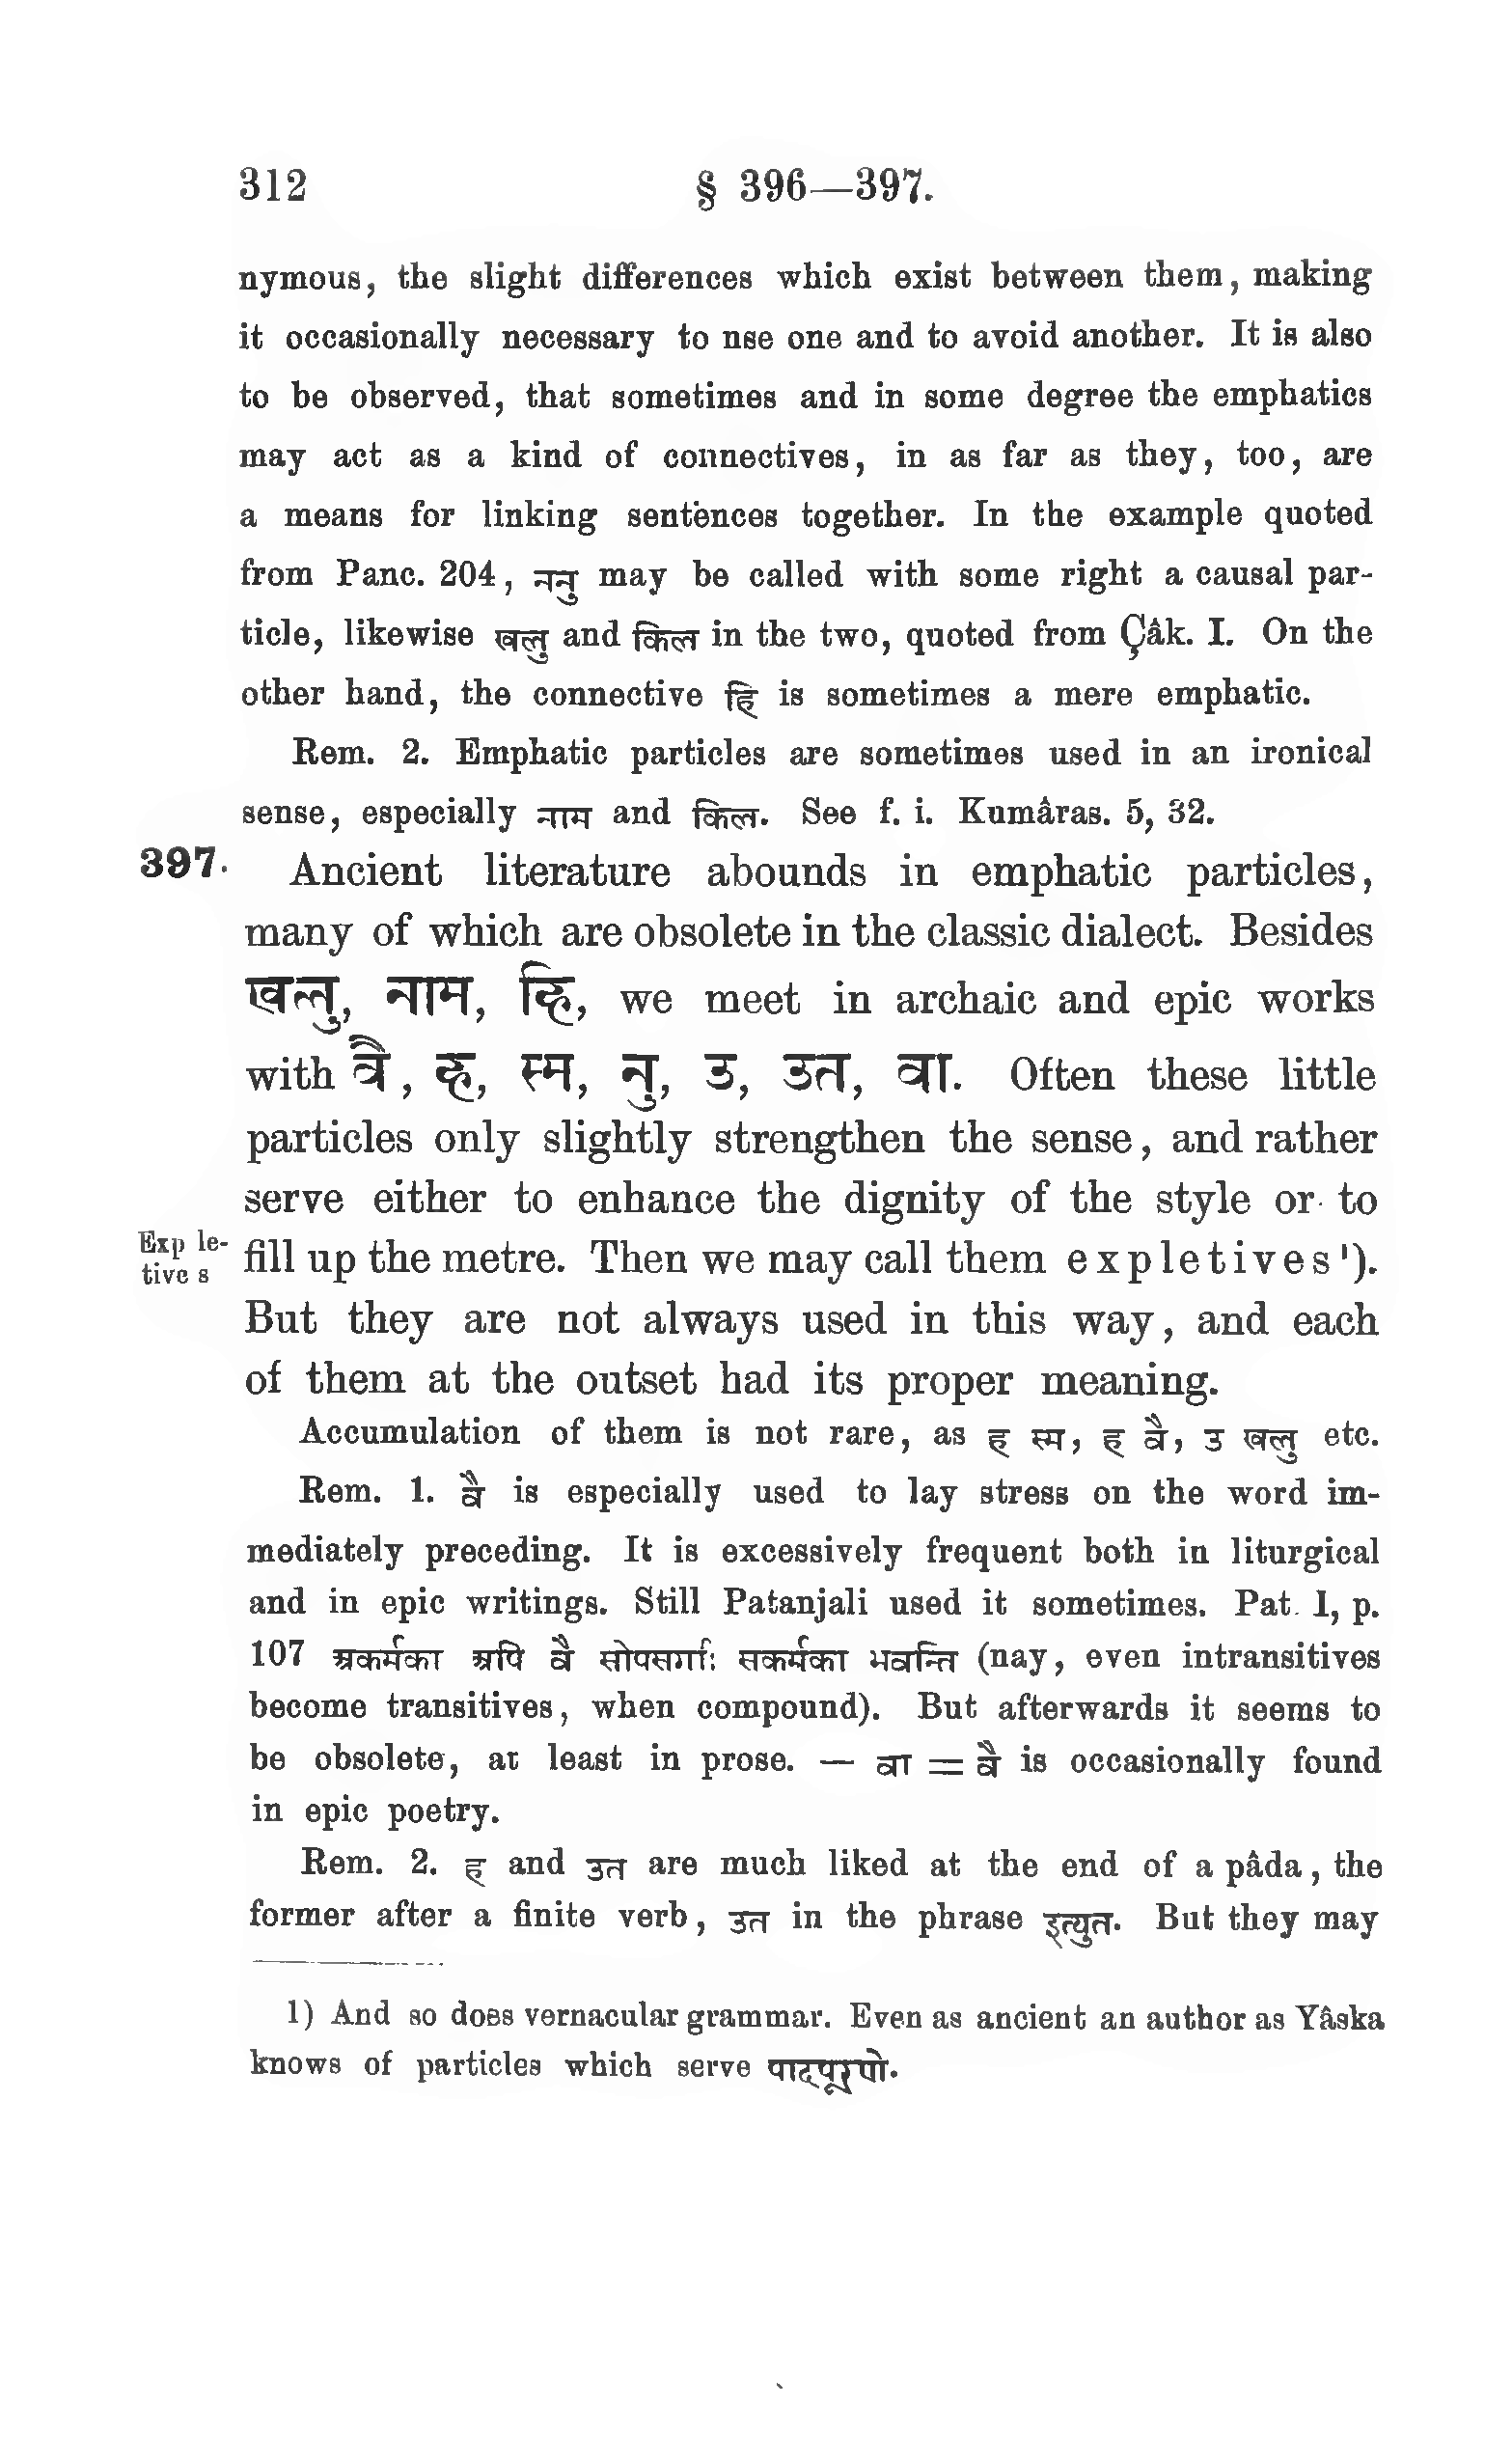 312 § 396—397.
nymous, the slight differences which exist between them, making
it occasionally necessary to nse one and to avoid another. It is also
to be observed, that sometimes and in some degree the emphatics
may act as a kind of connectives, in as far as they, too, are
a means for linking sentences together. In the example quoted
from Panc. 204, ननु may be called with some right a causal par-
ticle, likewise खलु and किल in the two, quoted from Çâk. I. On the
other hand, the connective हि is sometimes a mere emphatic.
Rem. 2. Emphatic particles are sometimes used in an ironical
sense, especially नाम and किल. See f. i. Kumâras. 5, 32.
397. Ancient literature abounds in emphatic particles,
many of which are obsolete in the classic dialect. Besides
खलु, नाम, हि, we meet in archaic and epic works
with वै, ह, स्म, नु, उ, उत, वा. Often these little
particles only slightly strengthen the sense, and rather
serve either to enhance the dignity of the style or to
Exp le-
tive s
fill up the metre. Then we may call them expletives¹).
But they are not always used in this way, and each
of them at the outset had its proper meaning.
Accumulation of them is not rare, as ह स्म, ह वै, उ खलु etc.
Rem. 1. वै is especially used to lay stress on the word im-
mediately preceding. It is excessively frequent both in liturgical
and in epic writings. Still Patanjali used it sometimes. Pat. I, p.
107 अकर्मका अपि वै सोपसर्गाः सकर्मका भवन्ति (nay, even intransitives
become transitives, when compound). But afterwards it seems to
be obsolete, at least in prose. — वा = वै is occasionally found
in epic poetry.
Rem. 2. ह and उत are much liked at the end of a pâda, the
former after a finite verb, उत in the phrase इत्युत. But they may
1) And so does vernacular grammar. Even as ancient an author as Yâska
knows of particles which serve पादपूरणे.